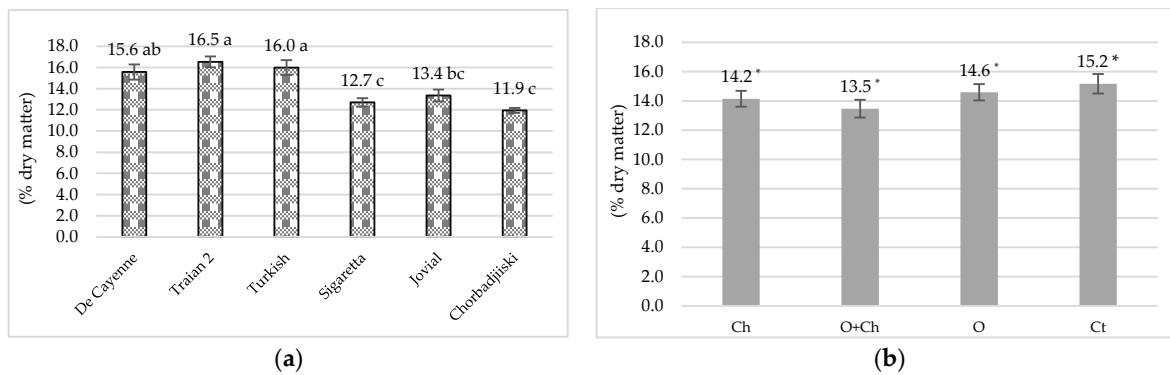 (% dry matter)
18.0
16.0
14.0
12.0
10.0
8.0
6.0
4.0
2.0
0.0
15.6 ab
16.5 a
16.0 a
12.7 c
13.4 bc
11.9 c
De Cayenne
Traian 2
Turkish
Sigaretta
Jovial
Chorbadjiiski
(a)
(% dry matter)
18.0
16.0
14.0
12.0
10.0
8.0
6.0
4.0
2.0
0.0
14.2 *
13.5 *
14.6 *
15.2 *
Ch
O+Ch
O
Ct
(b)